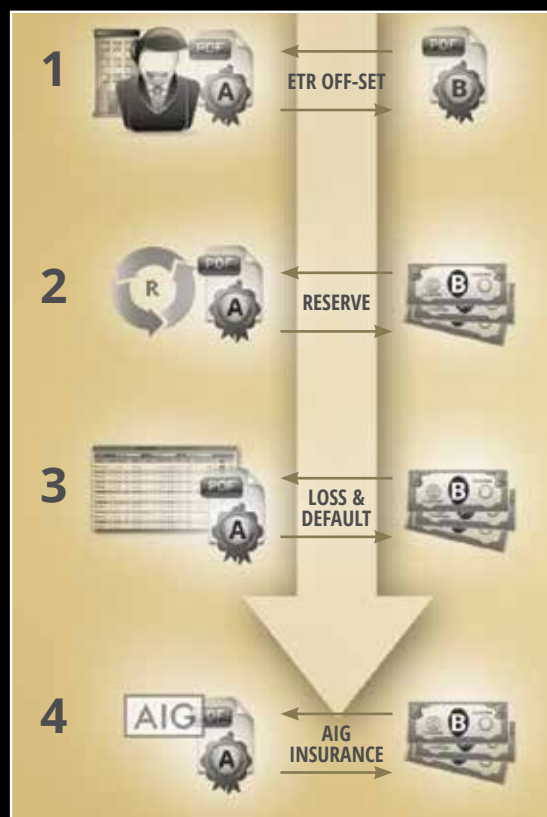 1
PDF
A
ETR OFF-SET
PDF
B
2
R
PDF
A
RESERVE
B
3
PDF
A
LOSS &
DEFAULT
B
4
AIG
A
AIG
INSURANCE
B